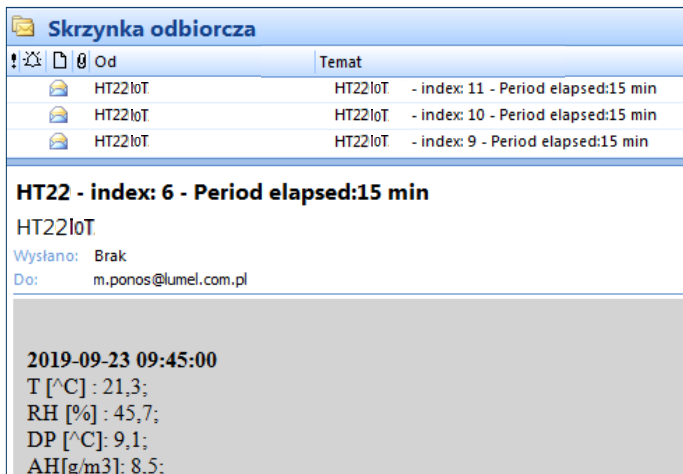 Skrzynka odbiorcza
! Od Temat
HT22IoT HT22IoT - index: 11 - Period elapsed:15 min
HT22IoT HT22IoT - index: 10 - Period elapsed:15 min
HT22IoT HT22IoT - index: 9 - Period elapsed:15 min
HT22 - index: 6 - Period elapsed:15 min
HT22IoT
Wysłano: Brak
Do: m.ponos@lumel.com.pl
2019-09-23 09:45:00
T [^C] : 21,3;
RH [%] : 45,7;
DP [^C]: 9,1;
AH[g/m3]: 8,5;